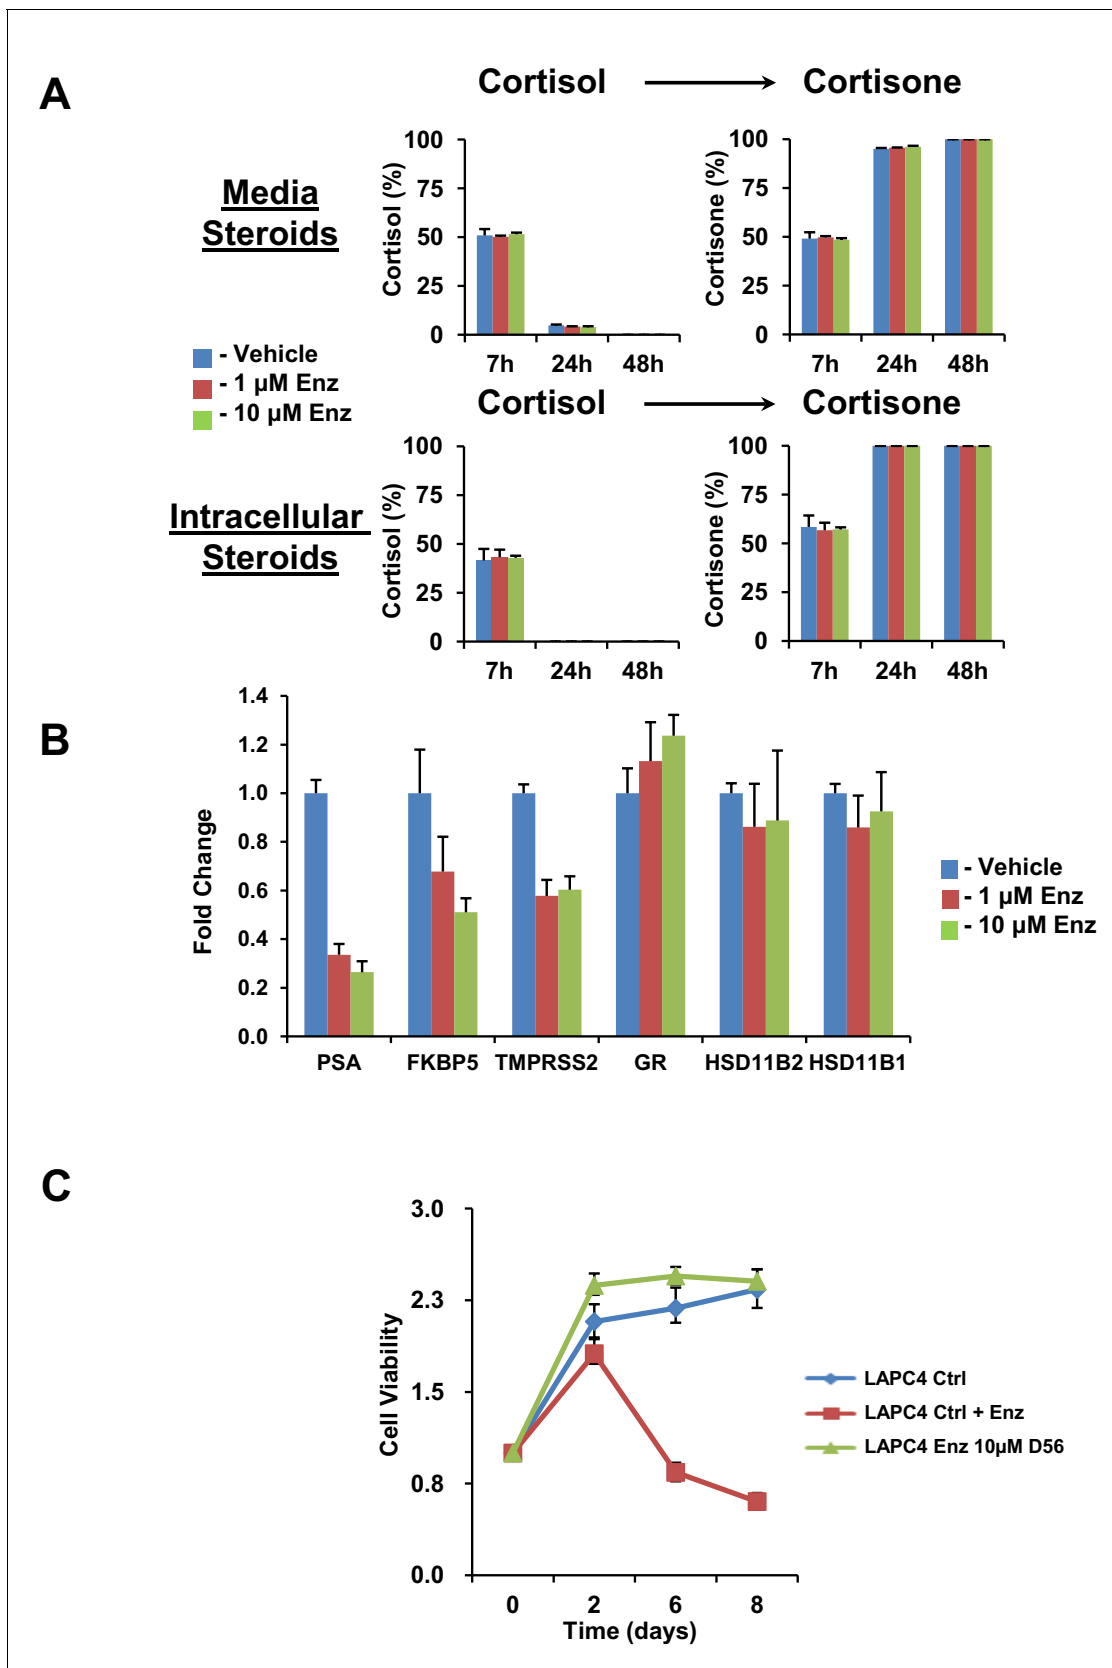 A
Cortisol
Cortisone
Media
Steroids
Cortisol (%)
100
75
50
25
0
7h
24h
48h
Cortisone (%)
100
75
50
25
0
7h
24h
48h
- Vehicle
- 1 µM Enz
- 10 µM Enz
Cortisol
Cortisone
Intracellular
Steroids
Cortisol (%)
100
75
50
25
0
7h
24h
48h
Cortisone (%)
100
75
50
25
0
7h
24h
48h
B
Fold Change
1.4
1.2
1.0
0.8
0.6
0.4
0.2
0.0
PSA
FKBP5
TMPRSS2
GR
HSD11B2
HSD11B1
- Vehicle
- 1 µM Enz
- 10 µM Enz
C
Cell Viability
3.0
2.3
1.5
0.8
0.0
0
2
6
8
Time (days)
LAPC4 Ctrl
LAPC4 Ctrl + Enz
LAPC4 Enz 10µM D56